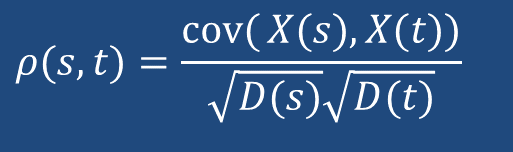 ρ(s,t) = cov( X(s), X(t)) / √D(s)√D(t)